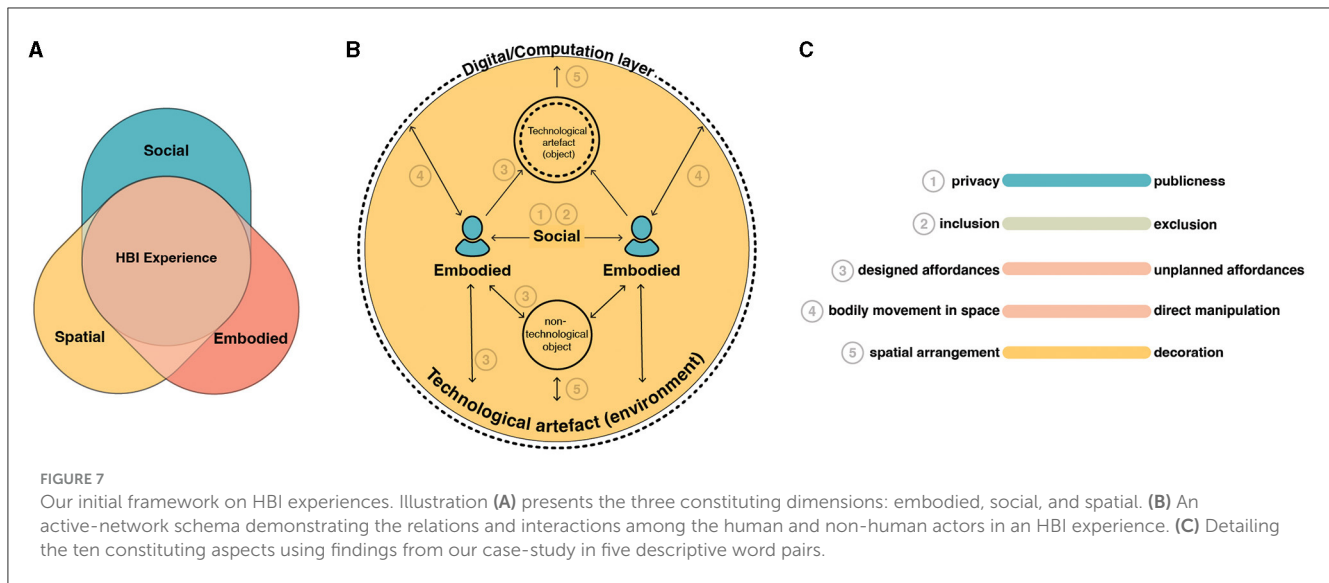 A
B
C
Social
HBI Experience
Spatial
Embodied
Digital/Computation layer
5
Technological
artefact
(object)
4
3
4
1 2
Social
Embodied
Embodied
3
non-
technological
object
3
5
Technological artefact (environment)
1 privacy publicness
2 inclusion exclusion
3 designed affordances unplanned affordances
4 bodily movement in space direct manipulation
5 spatial arrangement decoration
FIGURE 7
Our initial framework on HBI experiences. Illustration (A) presents the three constituting dimensions: embodied, social, and spatial. (B) An
active-network schema demonstrating the relations and interactions among the human and non-human actors in an HBI experience. (C) Detailing
the ten constituting aspects using findings from our case-study in five descriptive word pairs.